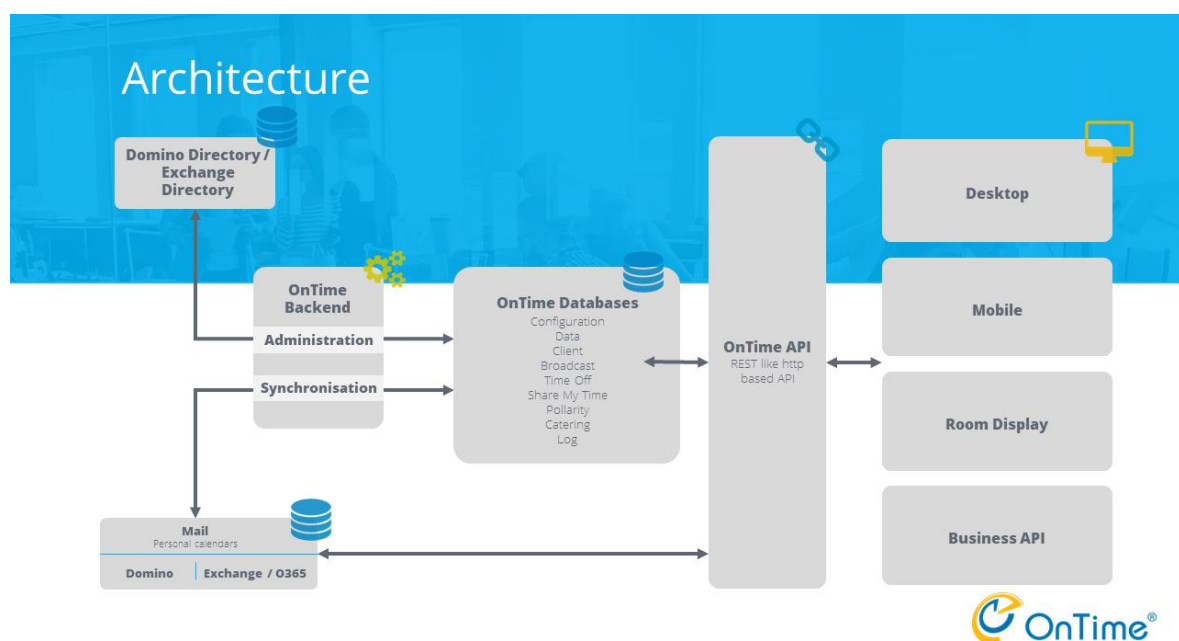 Architecture
Domino Directory /
Exchange
Directory
OnTime
Backend
Administration
Synchronisation
OnTime Databases
Configuration
Data
Client
Broadcast
Time Off
Share My Time
Pollarity
Catering
Log
Mail
Personal calendars
Domino
Exchange / O365
OnTime API
REST like http
based API
Desktop
Mobile
Room Display
Business API
OnTime®